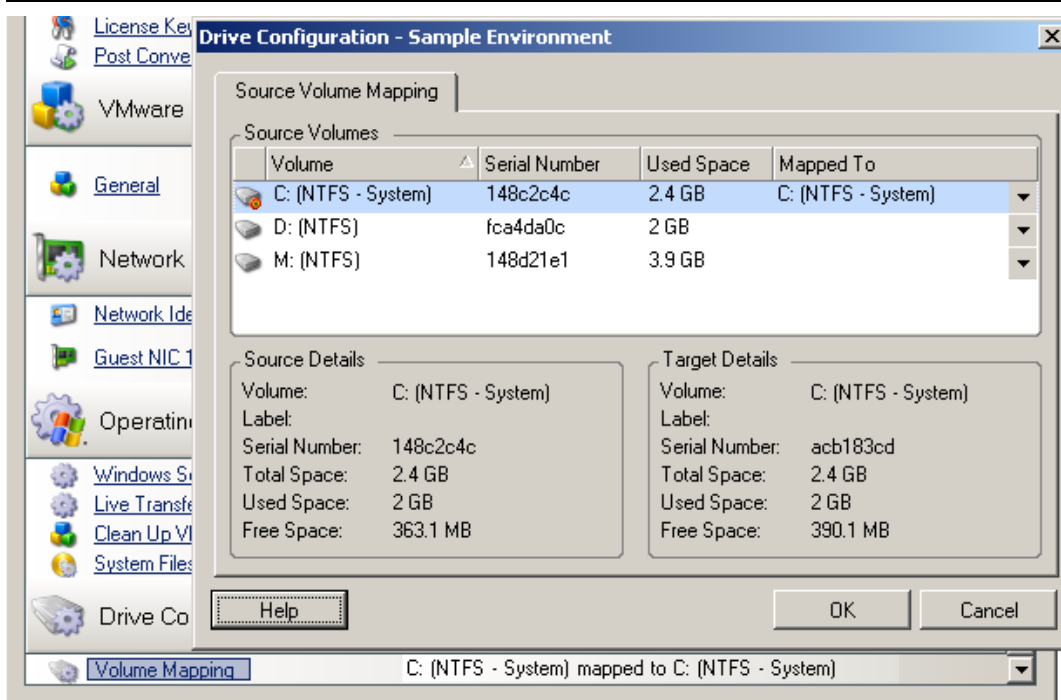 License Key
Post Conve
VMware
General
Network
Network Ide
Guest NIC 1
Operatin
Windows Se
Live Transfe
Clean Up VI
System Files
Drive Co
Volume Mapping
C: (NTFS - System) mapped to C: (NTFS - System)
Drive Configuration - Sample Environment
Source Volume Mapping
Source Volumes
Volume Serial Number Used Space Mapped To
C: (NTFS - System) 148c2c4c 2.4 GB C: (NTFS - System)
D: (NTFS) fca4da0c 2 GB
M: (NTFS) 148d21e1 3.9 GB
Source Details
Volume: C: (NTFS - System)
Label:
Serial Number: 148c2c4c
Total Space: 2.4 GB
Used Space: 2 GB
Free Space: 363.1 MB
Target Details
Volume: C: (NTFS - System)
Label:
Serial Number: acb183cd
Total Space: 2.4 GB
Used Space: 2 GB
Free Space: 390.1 MB
Help
OK
Cancel